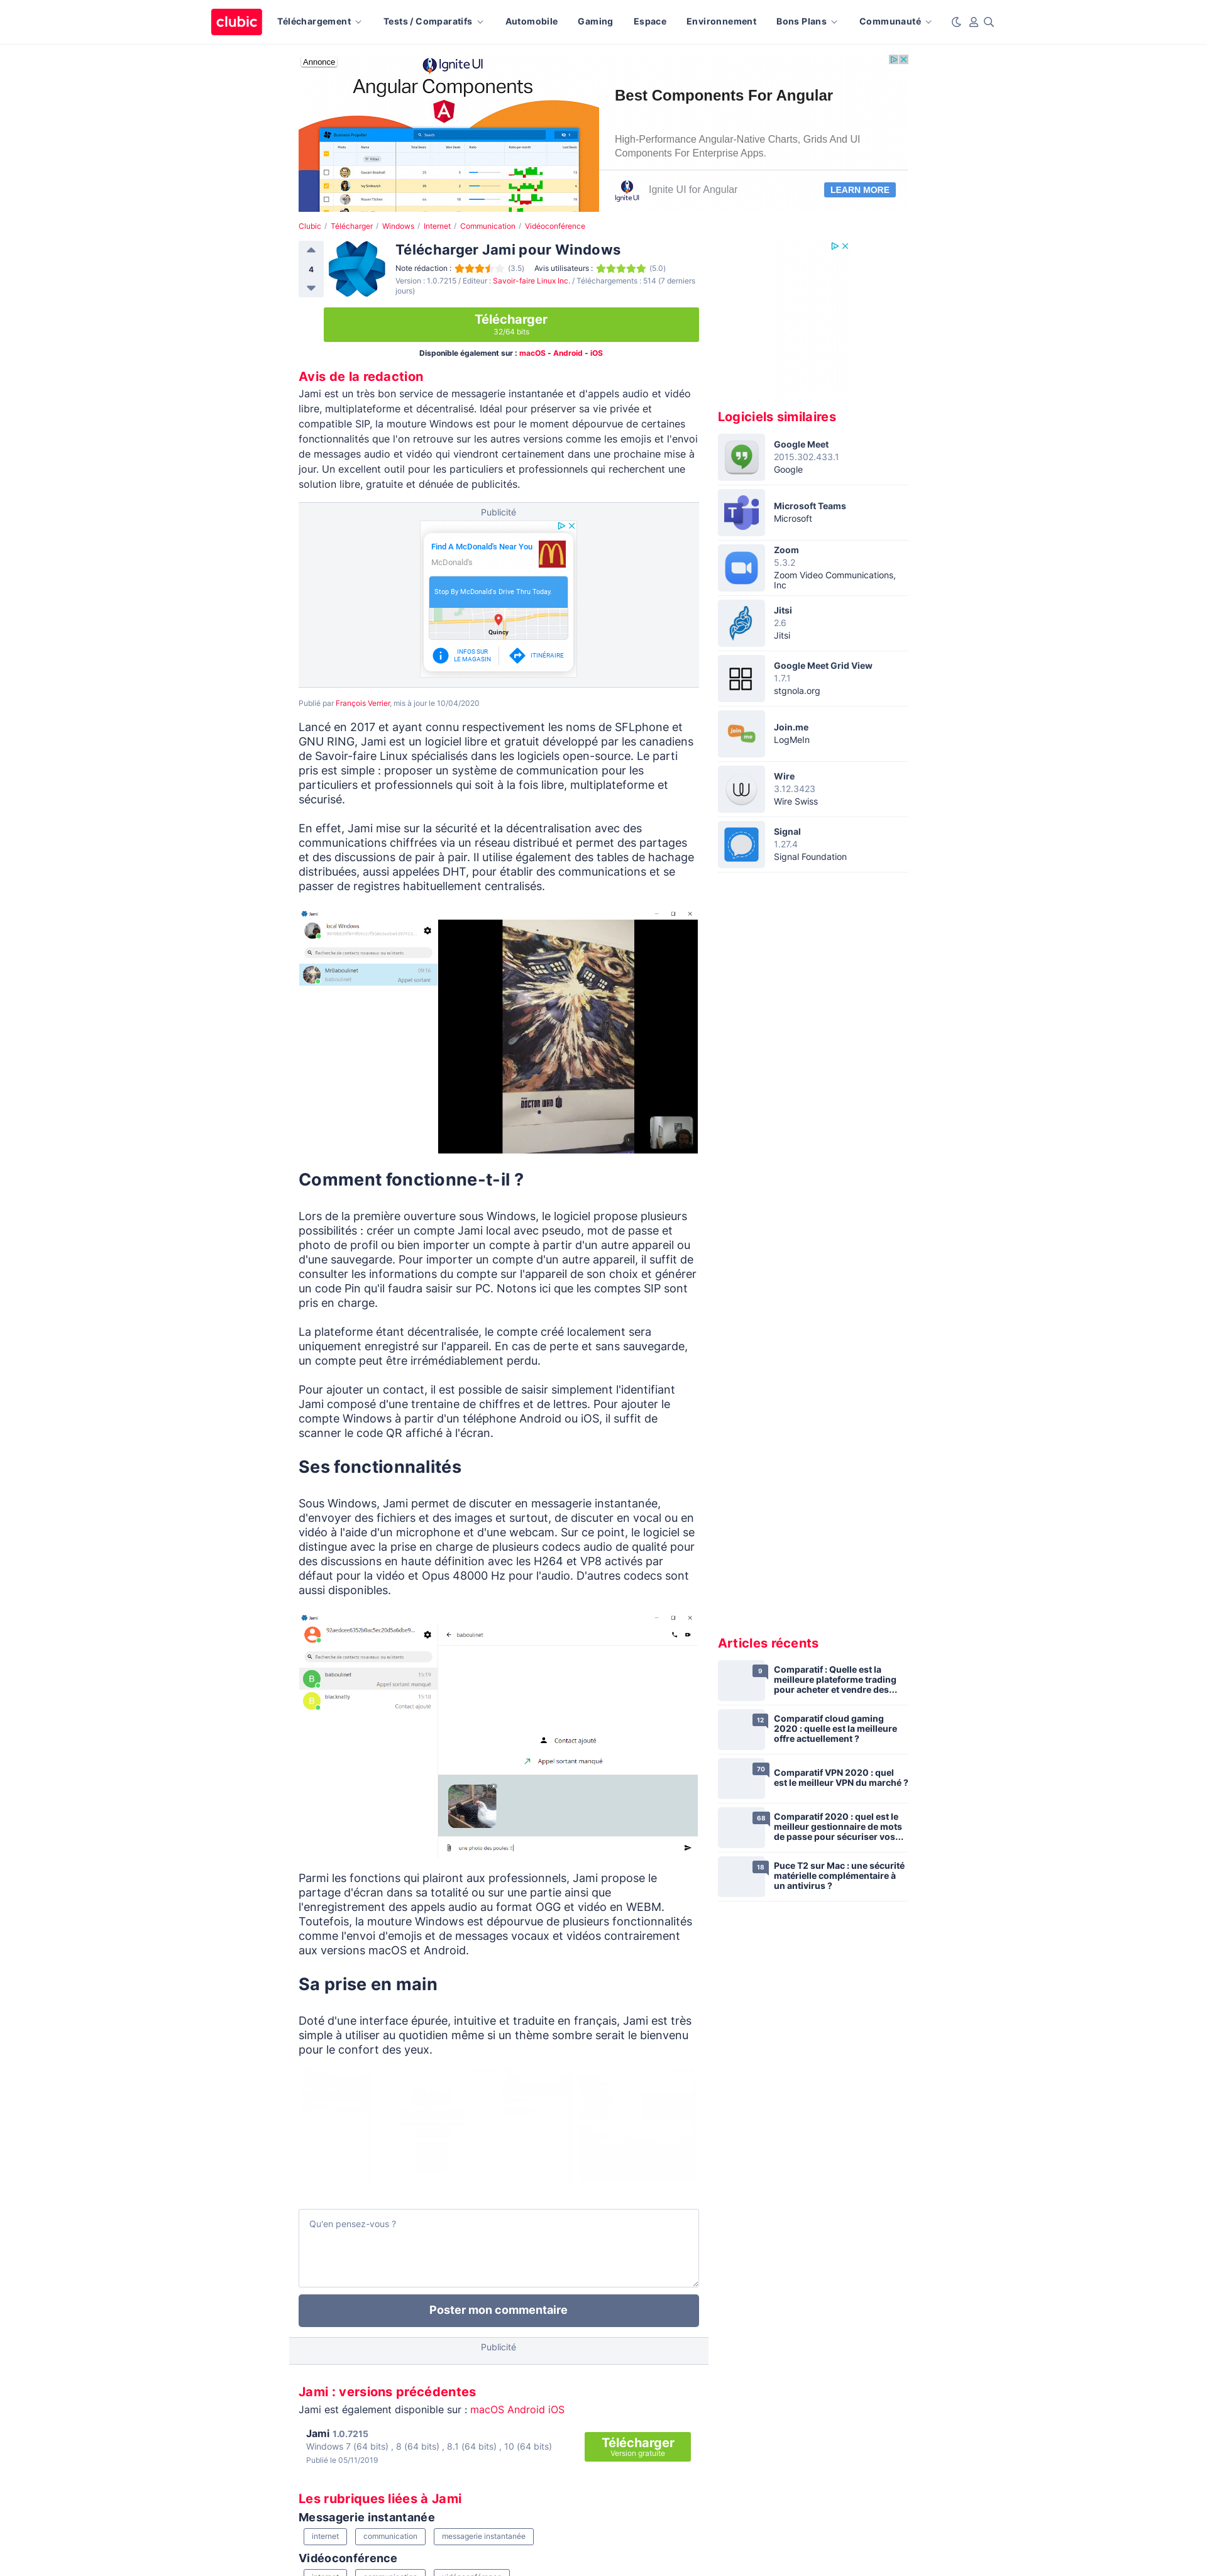 clubic
Téléchargement
Tests / Comparatifs
Automobile
Gaming
Espace
Environnement
Bons Plans
Communauté
Annonce
Ignite UI
Angular Components
Best Components For Angular
High-Performance Angular-Native Charts, Grids And UI
Components For Enterprise Apps.
Ignite UI
Ignite UI for Angular
LEARN MORE
Clubic / Télécharger / Windows / Internet / Communication / Vidéoconférence
4
Télécharger Jami pour Windows
Note rédaction : (3.5) Avis utilisateurs : (5.0)
Version : 1.0.7215 / Editeur : Savoir-faire Linux Inc. / Téléchargements : 514 (7 derniers
jours)
Télécharger
32/64 bits
Disponible également sur : macOS - Android - iOS
Avis de la redaction
Jami est un très bon service de messagerie instantanée et d'appels audio et vidéo
libre, multiplateforme et décentralisé. Idéal pour préserver sa vie privée et
compatible SIP, la mouture Windows est pour le moment dépourvue de certaines
fonctionnalités que l'on retrouve sur les autres versions comme les emojis et l'envoi
de messages audio et vidéo qui viendront certainement dans une prochaine mise à
jour. Un excellent outil pour les particuliers et professionnels qui recherchent une
solution libre, gratuite et dénuée de publicités.
Publicité
Find A McDonald's Near You
McDonald's
Stop By McDonald's Drive Thru Today.
Quincy
INFOS SUR
LE MAGASIN
ITINÉRAIRE
Publié par François Verrier, mis à jour le 10/04/2020
Lancé en 2017 et ayant connu respectivement les noms de SFLphone et
GNU RING, Jami est un logiciel libre et gratuit développé par les canadiens
de Savoir-faire Linux spécialisés dans les logiciels open-source. Le parti
pris est simple : proposer un système de communication pour les
particuliers et professionnels qui soit à la fois libre, multiplateforme et
sécurisé.
En effet, Jami mise sur la sécurité et la décentralisation avec des
communications chiffrées via un réseau distribué et permet des partages
et des discussions de pair à pair. Il utilise également des tables de hachage
distribuées, aussi appelées DHT, pour établir des communications et se
passer de registres habituellement centralisés.
Jami
local Windows
Recherche de contacts nouveaux ou existants
MrBaboulinet
baboulinet
Appel sortant
DOCTOR WHO
Comment fonctionne-t-il ?
Lors de la première ouverture sous Windows, le logiciel propose plusieurs
possibilités : créer un compte Jami local avec pseudo, mot de passe et
photo de profil ou bien importer un compte à partir d'un autre appareil ou
d'une sauvegarde. Pour importer un compte d'un autre appareil, il suffit de
consulter les informations du compte sur l'appareil de son choix et générer
un code Pin qu'il faudra saisir sur PC. Notons ici que les comptes SIP sont
pris en charge.
La plateforme étant décentralisée, le compte créé localement sera
uniquement enregistré sur l'appareil. En cas de perte et sans sauvegarde,
un compte peut être irrémédiablement perdu.
Pour ajouter un contact, il est possible de saisir simplement l'identifiant
Jami composé d'une trentaine de chiffres et de lettres. Pour ajouter le
compte Windows à partir d'un téléphone Android ou iOS, il suffit de
scanner le code QR affiché à l'écran.
Ses fonctionnalités
Sous Windows, Jami permet de discuter en messagerie instantanée,
d'envoyer des fichiers et des images et surtout, de discuter en vocal ou en
vidéo à l'aide d'un microphone et d'une webcam. Sur ce point, le logiciel se
distingue avec la prise en charge de plusieurs codecs audio de qualité pour
des discussions en haute définition avec les H264 et VP8 activés par
défaut pour la vidéo et Opus 48000 Hz pour l'audio. D'autres codecs sont
aussi disponibles.
Jami
baboulinet
Recherche de contacts nouveaux ou existants
B
baboulinet
15:19
Appel sortant manqué
B
blacknally
15:18
Contact ajouté
Contact ajouté
Appel sortant manqué
une photo des poules :)
Parmi les fonctions qui plairont aux professionnels, Jami propose le
partage d'écran dans sa totalité ou sur une partie ainsi que
l'enregistrement des appels audio au format OGG et vidéo en WEBM.
Toutefois, la mouture Windows est dépourvue de plusieurs fonctionnalités
comme l'envoi d'emojis et de messages vocaux et vidéos contrairement
aux versions macOS et Android.
Sa prise en main
Doté d'une interface épurée, intuitive et traduite en français, Jami est très
simple à utiliser au quotidien même si un thème sombre serait le bienvenu
pour le confort des yeux.
Qu'en pensez-vous ?
Poster mon commentaire
Publicité
Jami : versions précédentes
Jami est également disponible sur : macOS Android iOS
Jami 1.0.7215
Windows 7 (64 bits) , 8 (64 bits) , 8.1 (64 bits) , 10 (64 bits)
Publié le 05/11/2019
Télécharger
Version gratuite
Les rubriques liées à Jami
Messagerie instantanée
internet
communication
messagerie instantanée
Vidéoconférence
Logiciels similaires
Google Meet
2015.302.433.1
Google
Microsoft Teams
Microsoft
Zoom
5.3.2
Zoom Video Communications,
Inc
Jitsi
2.6
Jitsi
Google Meet Grid View
1.7.1
stgnola.org
join me
Join.me
LogMeIn
Wire
3.12.3423
Wire Swiss
Signal
1.27.4
Signal Foundation
Articles récents
9
Comparatif : Quelle est la
meilleure plateforme trading
pour acheter et vendre des...
12
Comparatif cloud gaming
2020 : quelle est la meilleure
offre actuellement ?
70
Comparatif VPN 2020 : quel
est le meilleur VPN du marché ?
68
Comparatif 2020 : quel est le
meilleur gestionnaire de mots
de passe pour sécuriser vos...
18
Puce T2 sur Mac : une sécurité
matérielle complémentaire à
un antivirus ?